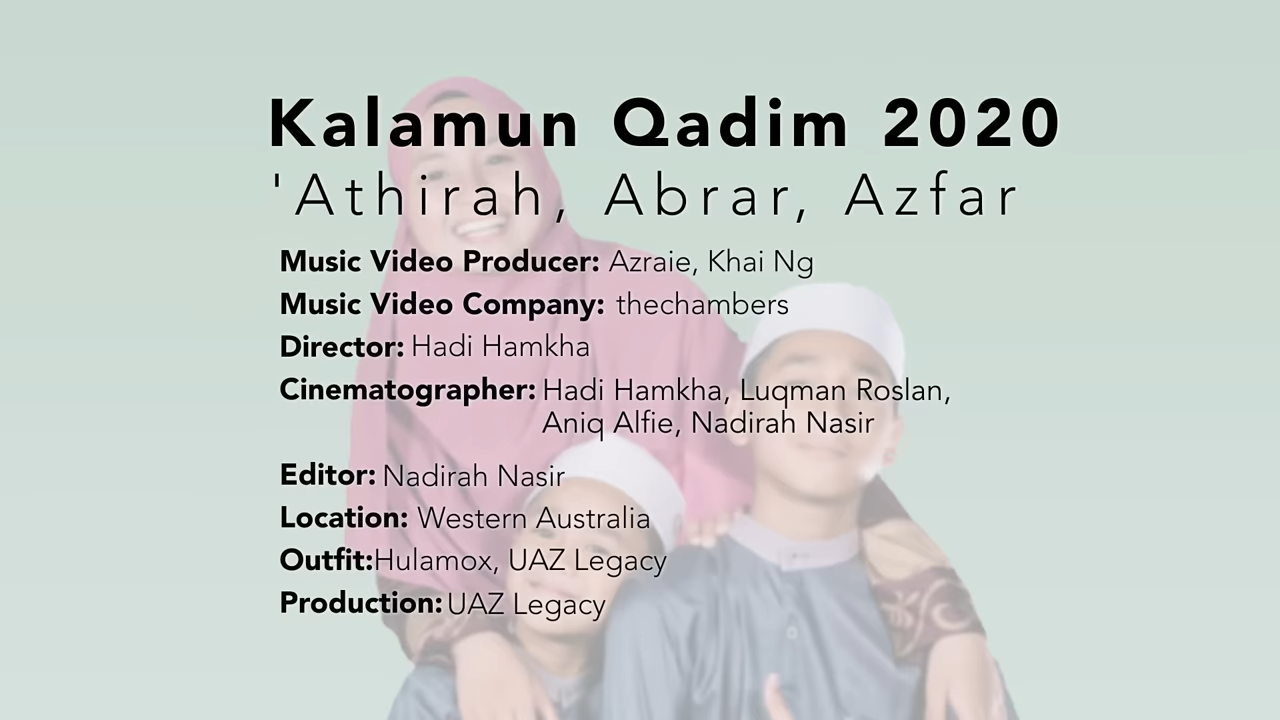 Kalamun Qadim 2020
'Athirah, Abrar, Azfar
Music Video Producer: Azraie, Khai Ng
Music Video Company: thechambers
Director: Hadi Hamkha
Cinematographer: Hadi Hamkha, Luqman Roslan,
Aniq Alfie, Nadirah Nasir
Editor: Nadirah Nasir
Location: Western Australia
Outfit:Hulamox, UAZ Legacy
Production: UAZ Legacy